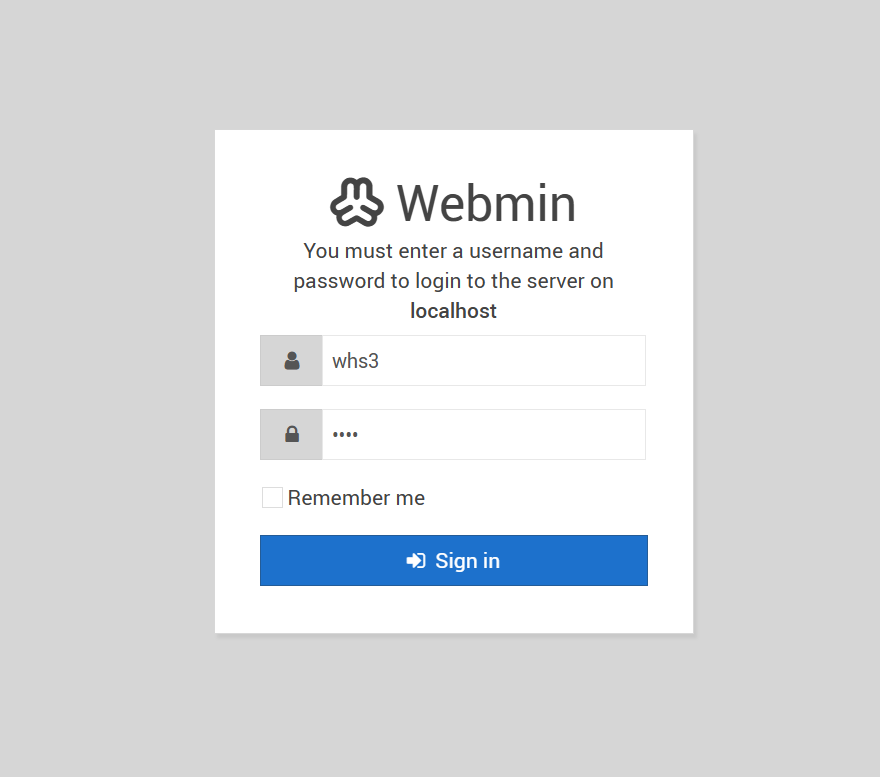 Webmin
You must enter a username and
password to login to the server on
localhost
whs3
••••
Remember me
Sign in